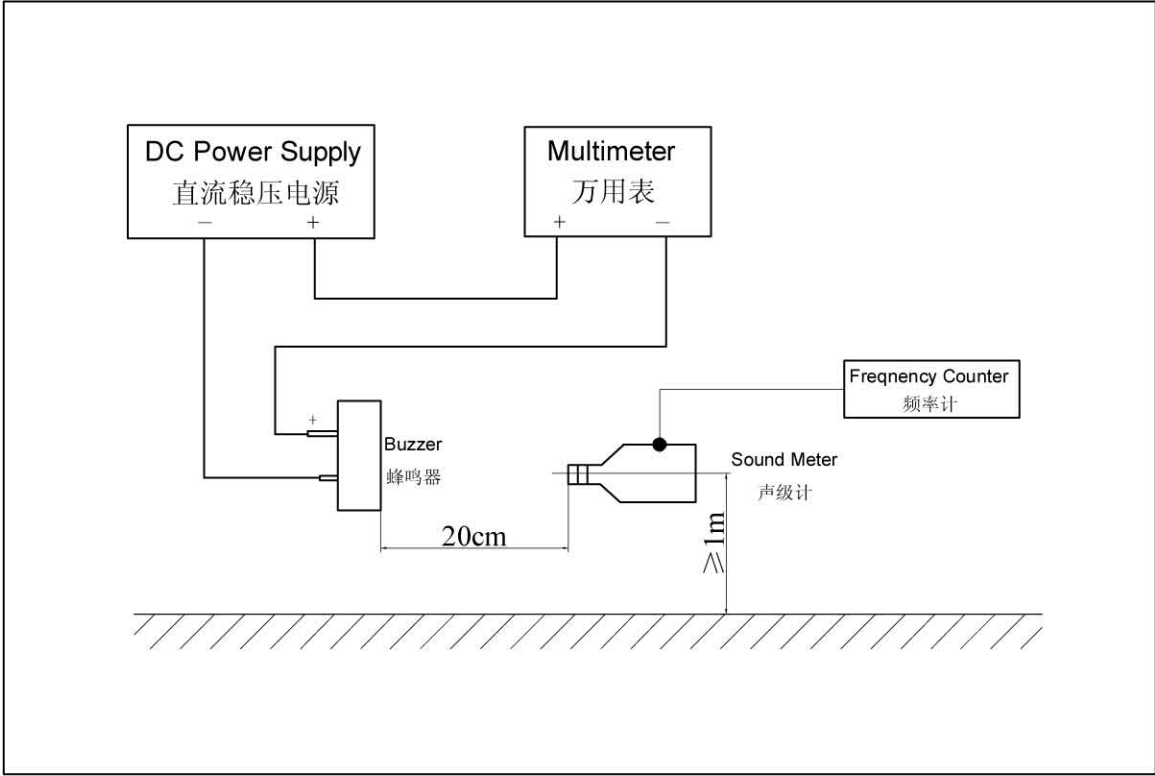 DC Power Supply
直流稳压电源
− +
Multimeter
万用表
+ −
Freqnency Counter
频率计
+
Buzzer
蜂鸣器
Sound Meter
声级计
20cm
⩾1m